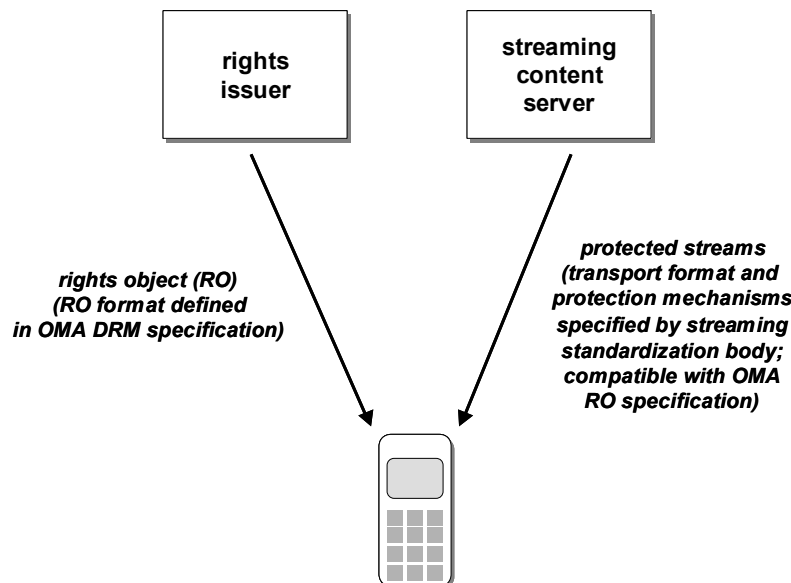 rights
issuer
streaming
content
server
rights object (RO)
(RO format defined
in OMA DRM specification)
protected streams
(transport format and
protection mechanisms
specified by streaming
standardization body;
compatible with OMA
RO specification)